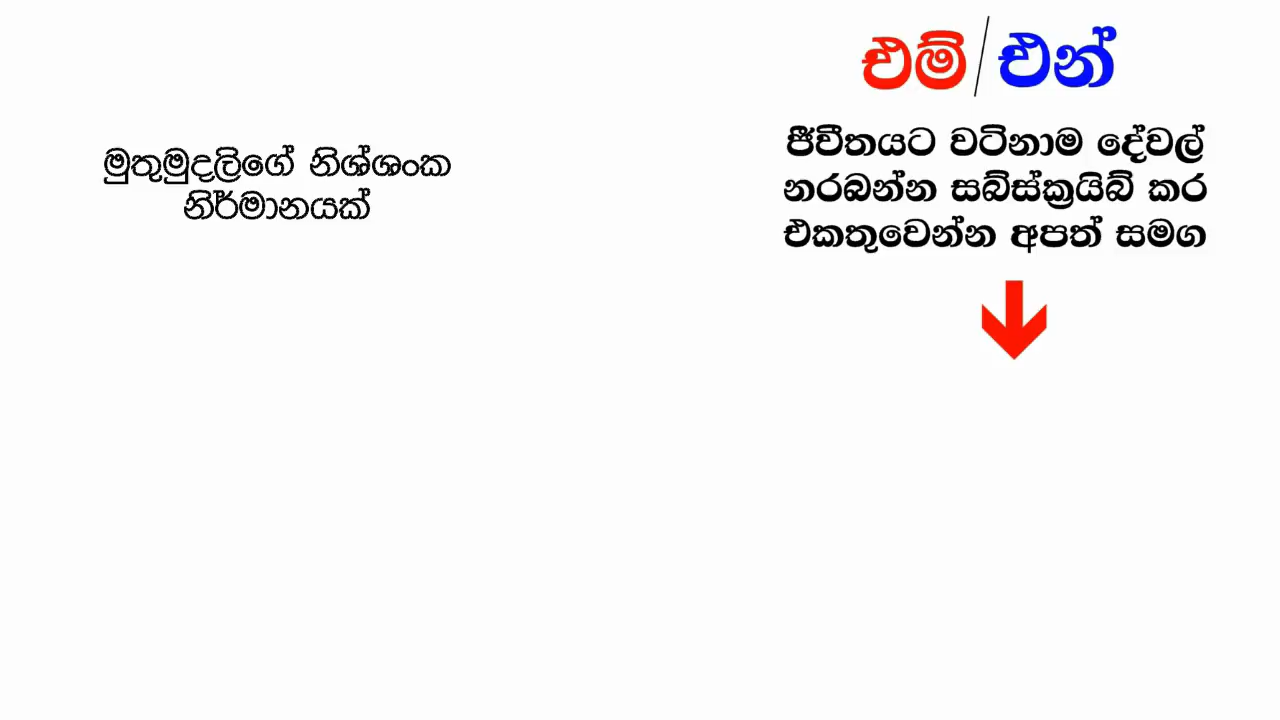 එම්/එන්
ජීවිතයට වටිනාම දේවල්
නරබන්න සබ්ස්ක්‍රයිබ් කර
එකතුවෙන්න අපත් සමග
මුතුමුදලිගේ නිශ්ශංක
නිර්මානයක්